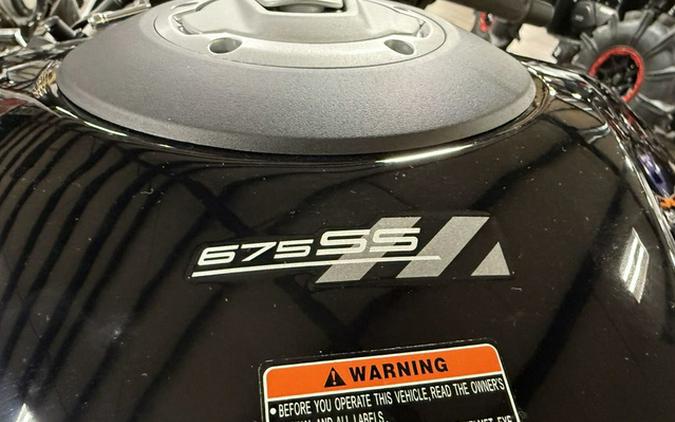 675SS
⚠ WARNING
• BEFORE YOU OPERATE THIS VEHICLE, READ THE OWNER'S
AND ALL LABELS.